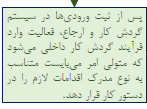 پس از ثبت ورودی‌ها در سیستم
گردش کار و ارجاع، فعالیت وارد
فرآیند گردش کار داخلی می‌شود
که متولی امر می‌بایست متناسب
به نوع مدرک اقدامات لازم را در
دستور کار قرار دهد.